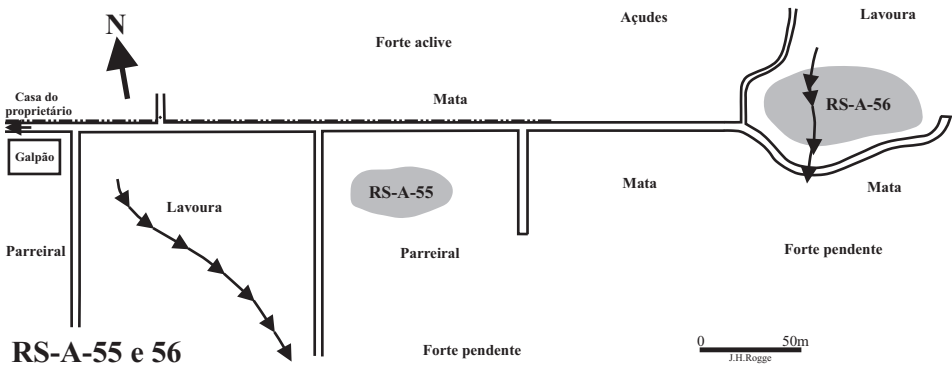 Açudes
Lavoura
N
Forte aclive
Casa do
proprietário
Mata
RS-A-56
Galpão
Lavoura
RS-A-55
Mata
Mata
Parreiral
Parreiral
Forte pendente
RS-A-55 e 56
Forte pendente
0 50m
J.H.Rogge